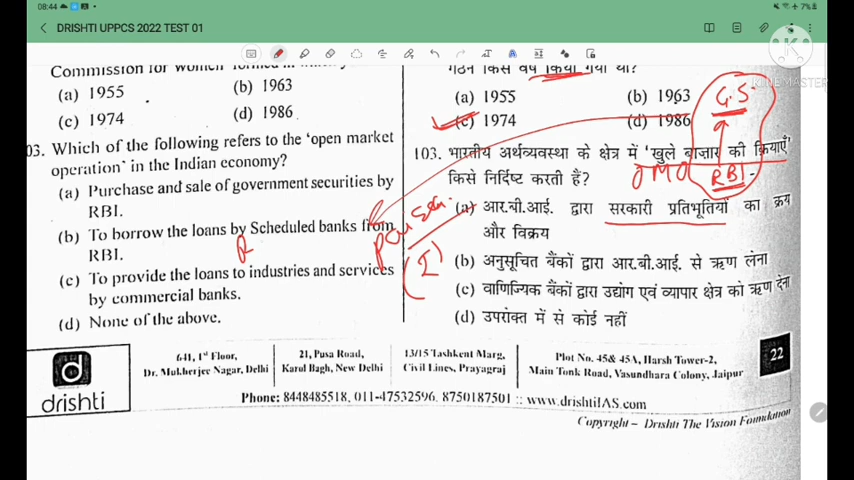 08:44
7%
DRISHTI UPPCS 2022 TEST 01
KINEMASTER
Commission for women formed in
(a) 1955 (b) 1963
(c) 1974 (d) 1986
03. Which of the following refers to the 'open market
operation' in the Indian economy?
(a) Purchase and sale of government securities by
RBI.
(b) To borrow the loans by Scheduled banks from
RBI.
(c) To provide the loans to industries and services
by commercial banks.
(d) None of the above.
गठन किस वर्ष किया गया था?
(a) 1955 (b) 1963
(c) 1974 (d) 1986
103. भारतीय अर्थव्यवस्था के क्षेत्र में 'खुले बाज़ार की क्रियाएँ'
किसे निर्दिष्ट करती हैं?
(a) आर.बी.आई. द्वारा सरकारी प्रतिभूतियों का क्रय
और विक्रय
(b) अनुसूचित बैंकों द्वारा आर.बी.आई. से ऋण लेना
(c) वाणिज्यिक बैंकों द्वारा उद्योग एवं व्यापार क्षेत्र को ऋण देना
(d) उपरोक्त में से कोई नहीं
G.S.
RBI
OMO
(I)
P
drishti
641, 1st Floor,
Dr. Mukherjee Nagar, Delhi
21, Pusa Road,
Karol Bagh, New Delhi
13/15 Tashkent Marg,
Civil Lines, Prayagraj
Plot No. 45& 45A, Harsh Tower-2,
Main Tonk Road, Vasundhara Colony, Jaipur
22
Phone: 8448485518, 011-47532596, 8750187501 :: www.drishtiIAS.com
Copyright – Drishti The Vision Foundation